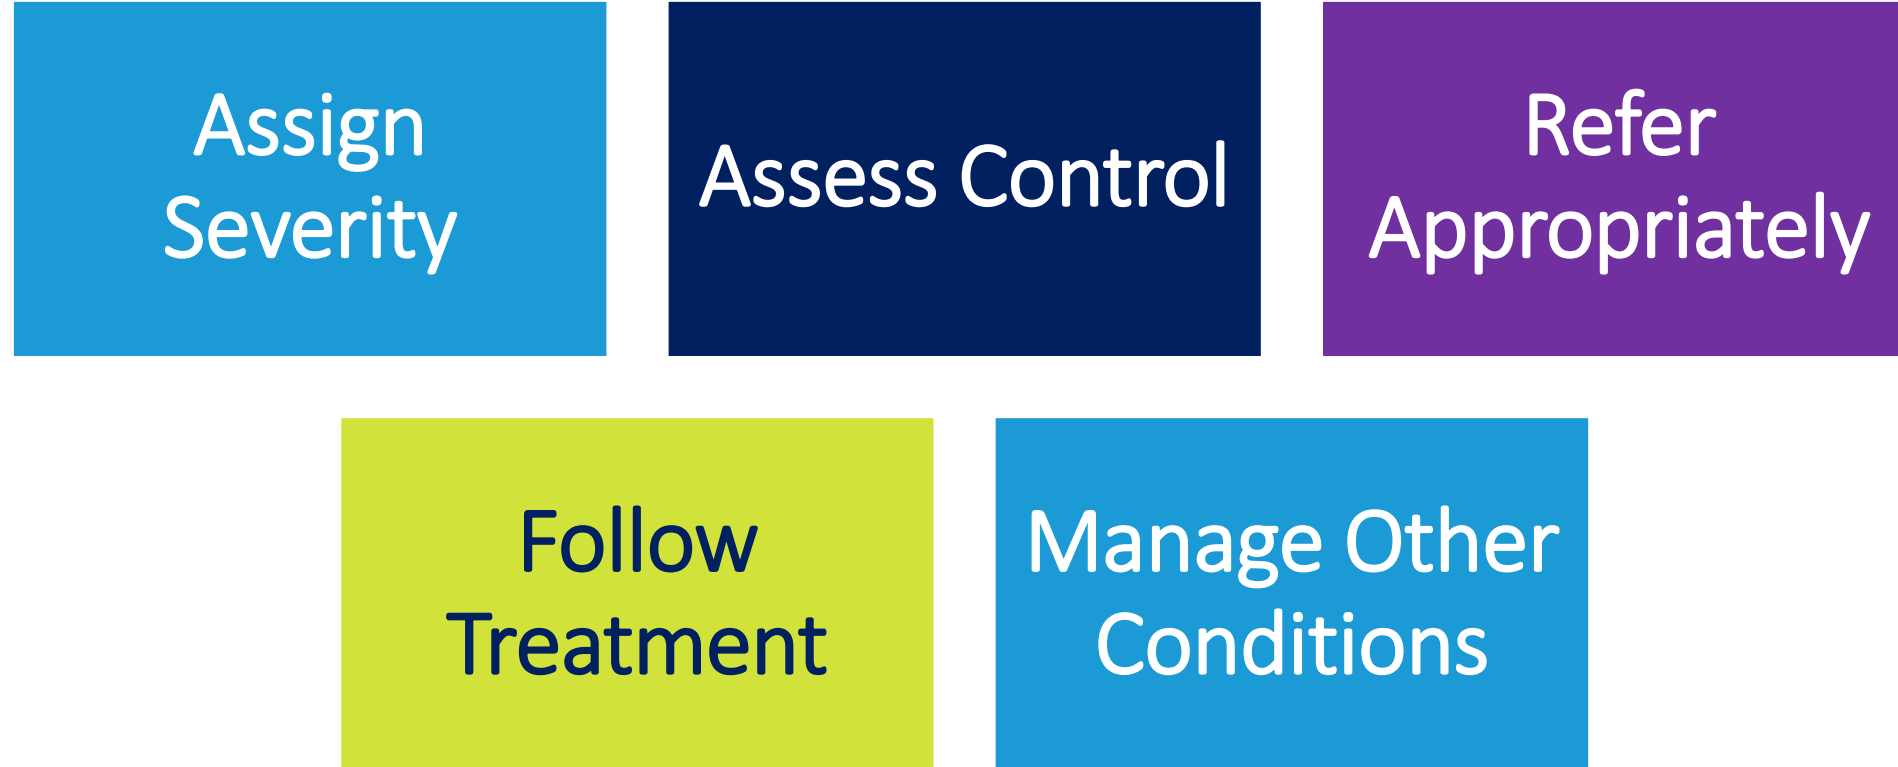 Assign
Severity
Assess Control
Refer
Appropriately
Follow
Treatment
Manage Other
Conditions